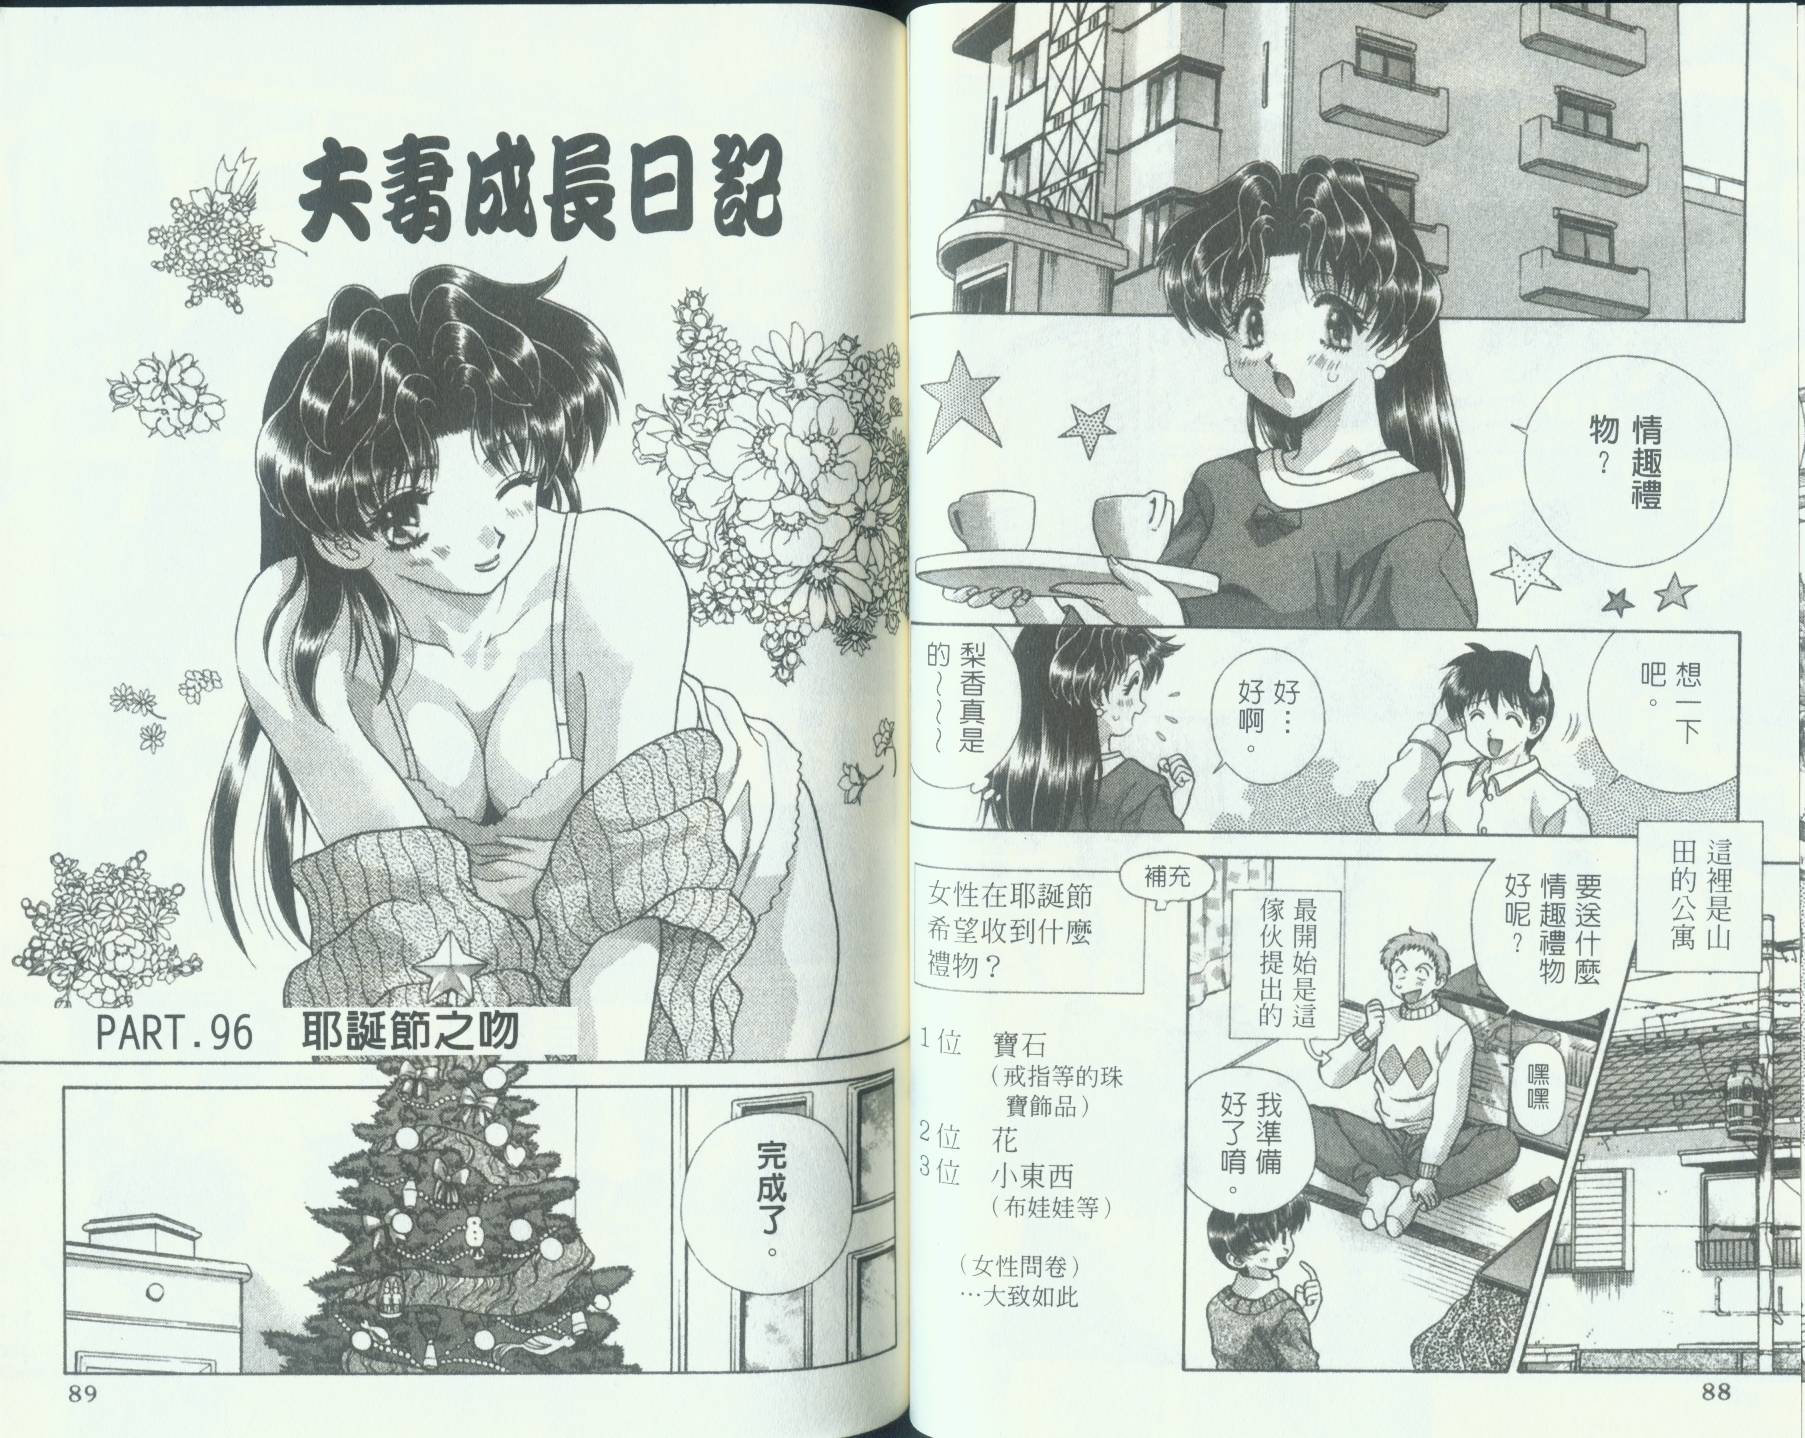 情趣禮
物？
想一下
吧。
好…
好啊。
梨香真是
的～～～
這裡是山
田的公寓
要送什麼
情趣禮物
好呢？
嘿嘿
最開始是這
傢伙提出的
我準備
好了唷。
補充
女性在耶誕節
希望收到什麼
禮物？
1位　寶石
（戒指等的珠
寶飾品）
2位　花
3位　小東西
（布娃娃等）
（女性問卷）
…大致如此
88
夫妻成長日記
PART.96　耶誕節之吻
完成了。
89